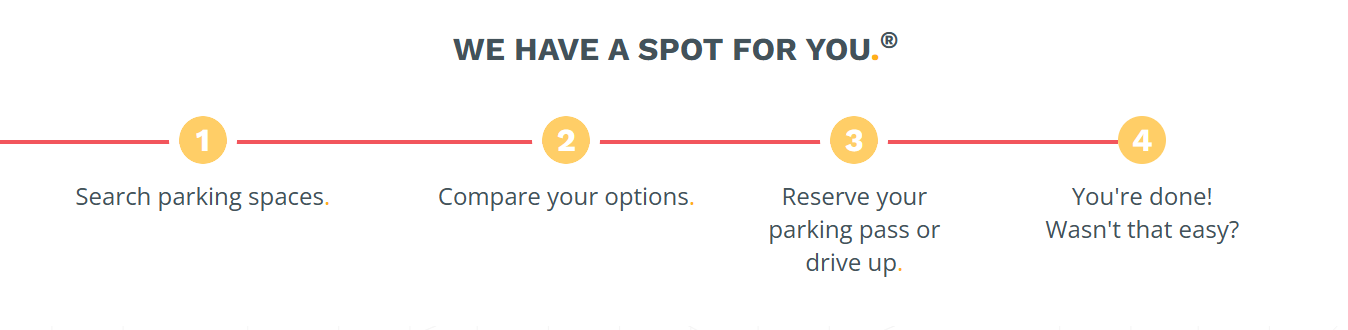 WE HAVE A SPOT FOR YOU.®
1
Search parking spaces.
2
Compare your options.
3
Reserve your
parking pass or
drive up.
4
You're done!
Wasn't that easy?